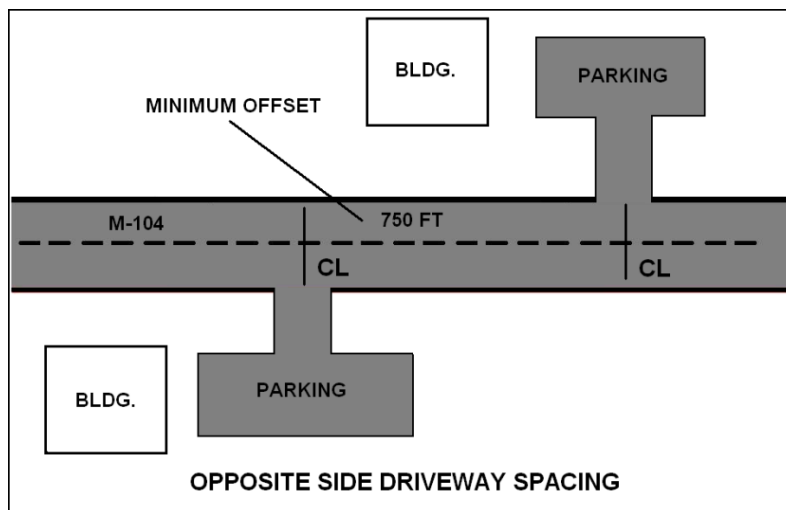 BLDG.
PARKING
MINIMUM OFFSET
M-104
750 FT
CL
CL
BLDG.
PARKING
OPPOSITE SIDE DRIVEWAY SPACING